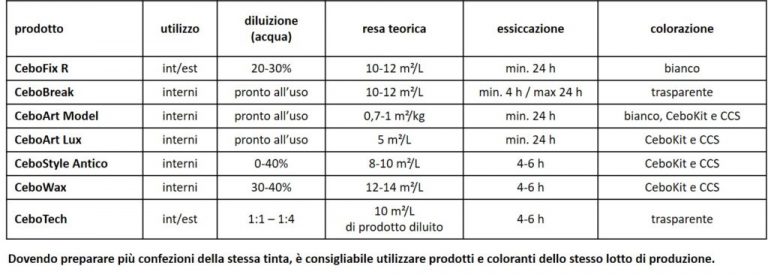 prodotto utilizzo diluizione (acqua) resa teorica essiccazione colorazione
CeboFix R int/est 20-30% 10-12 m²/L min. 24 h bianco
CeboBreak interni pronto all’uso 10-12 m²/L min. 4 h / max 24 h trasparente
CeboArt Model interni pronto all’uso 0,7-1 m²/kg min. 24 h bianco, CeboKit e CCS
CeboArt Lux interni pronto all’uso 5 m²/L min. 24 h CeboKit e CCS
CeboStyle Antico interni 0-40% 8-10 m²/L 4-6 h CeboKit e CCS
CeboWax interni 30-40% 12-14 m²/L 4-6 h CeboKit e CCS
CeboTech int/est 1:1 – 1:4 10 m²/L di prodotto diluito 4-6 h trasparente
Dovendo preparare più confezioni della stessa tinta, è consigliabile utilizzare prodotti e coloranti dello stesso lotto di produzione.